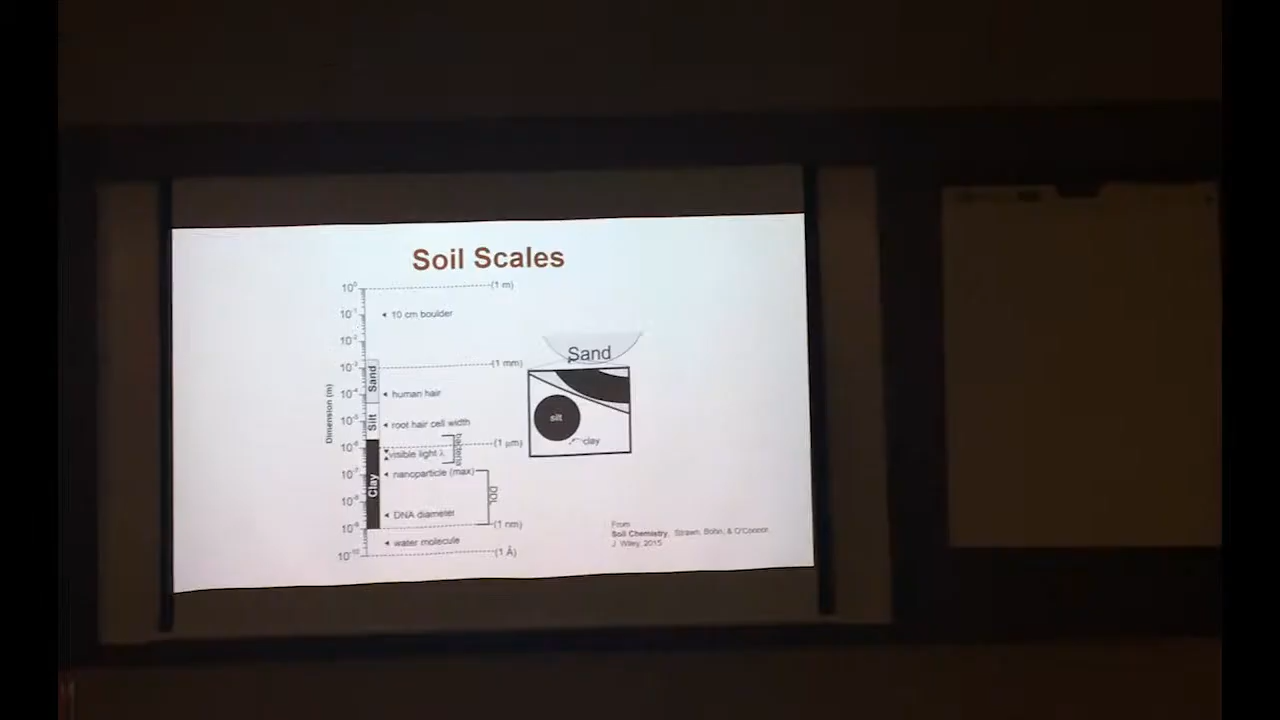 Soil Scales
10⁰ (1 m)
10⁻¹ 10 cm boulder
10⁻²
10⁻³ (1 mm)
Sand
10⁻⁴ human hair
Silt
10⁻⁵ root hair cell width
10⁻⁶ (1 µm)
bacteria
visible light λ
10⁻⁷ nanoparticle (max)
Clay
DDL
10⁻⁸
DNA diameter
10⁻⁹ (1 nm)
water molecule
10⁻¹⁰ (1 Å)
Dimension (m)
Sand
silt
clay
From
Soil Chemistry, Strawn, Bohn, & O'Connor,
J. Wiley, 2015